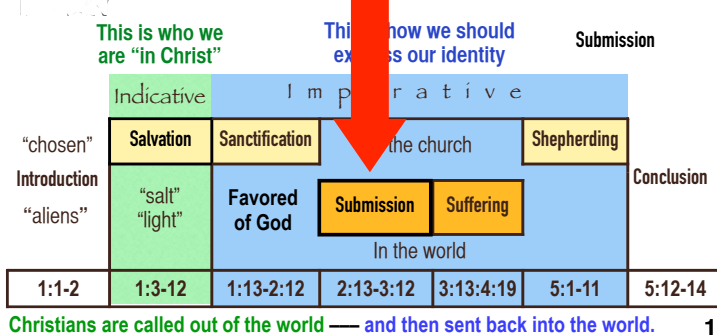 This is who we
are “in Christ”
This how we should
ex ss our identity
Submission
Indicative
I m p r a t i v e
“chosen”
Introduction
“aliens”
Salvation
Sanctification
the church
Shepherding
“salt”
“light”
Favored
of God
Submission
Suffering
In the world
Conclusion
1:1-2
1:3-12
1:13-2:12
2:13-3:12
3:13:4:19
5:1-11
5:12-14
Christians are called out of the world –– and then sent back into the world.
1